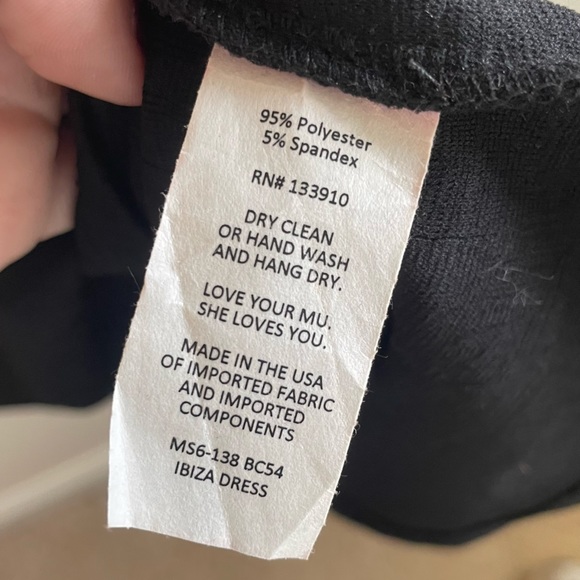 95% Polyester
5% Spandex
RN# 133910
DRY CLEAN
OR HAND WASH
AND HANG DRY.
LOVE YOUR MU.
SHE LOVES YOU.
MADE IN THE USA
OF IMPORTED FABRIC
AND IMPORTED
COMPONENTS
MS6-138 BC54
IBIZA DRESS